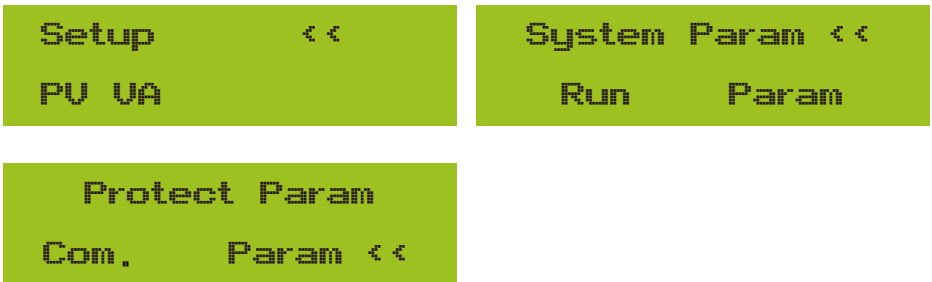 Setup <<
PV VA
System Param <<
Run Param
Protect Param
Com. Param <<